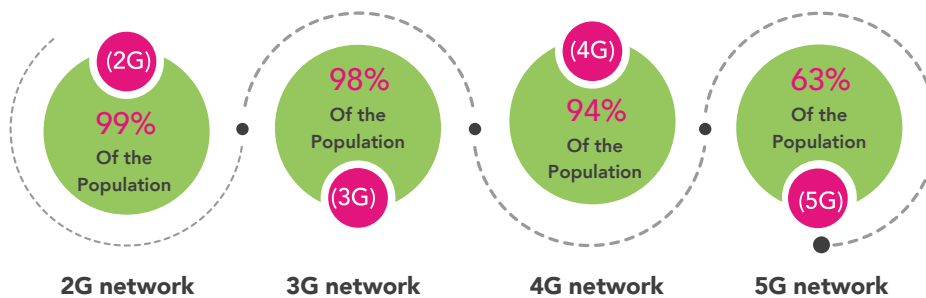 (2G)
99%
Of the
Population
2G network
98%
Of the
Population
(3G)
3G network
(4G)
94%
Of the
Population
4G network
63%
Of the
Population
(5G)
5G network